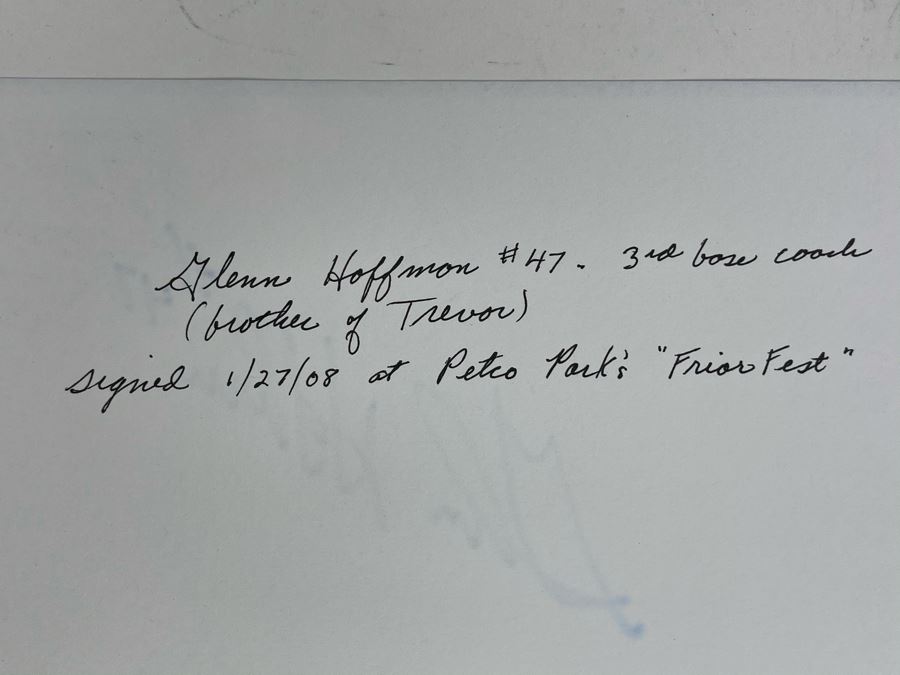 Glenn Hoffman #47 - 3rd base coach
(brother of Trevor)
signed 1/27/08 at Petco Park's "FriarFest"